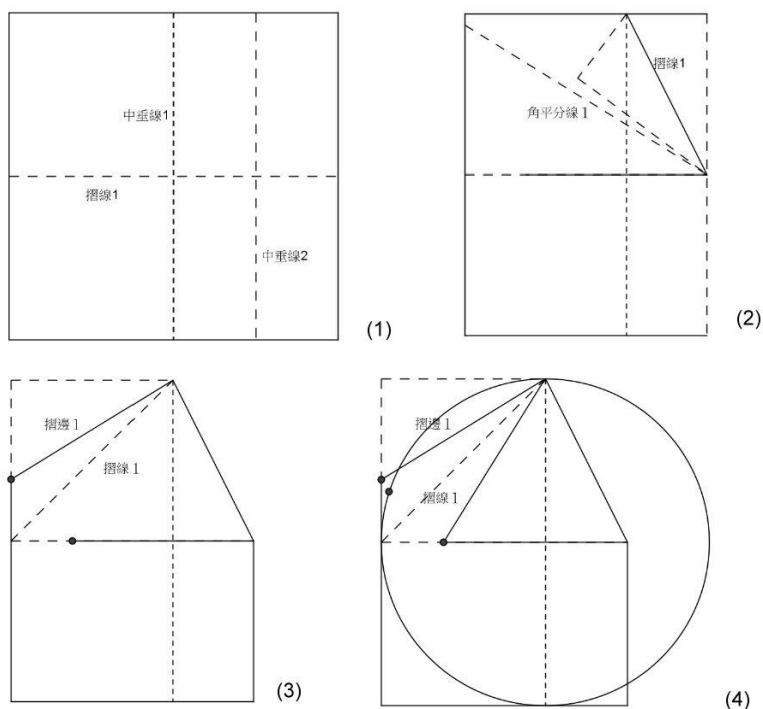 中垂線1
摺線1
中垂線2
(1)
摺線1
角平分線１
(2)
摺邊１
摺線１
(3)
摺邊１
摺線１
(4)